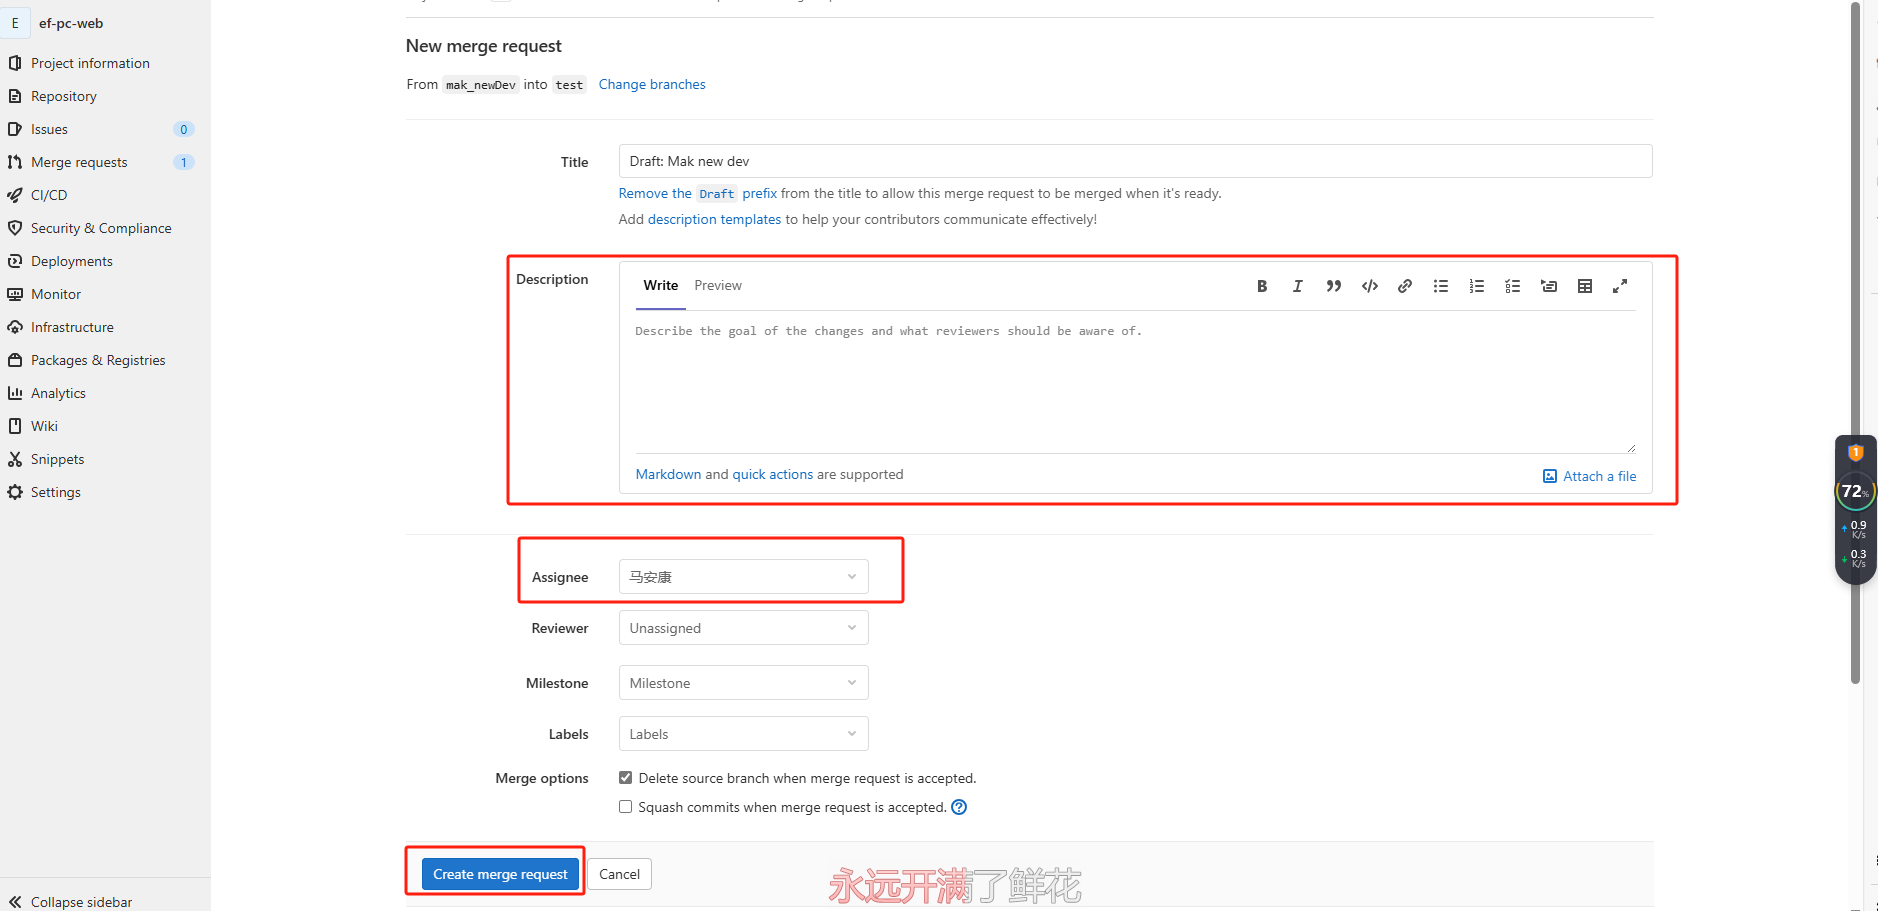 E ef-pc-web
Project information
Repository
Issues 0
Merge requests 1
CI/CD
Security & Compliance
Deployments
Monitor
Infrastructure
Packages & Registries
Analytics
Wiki
Snippets
Settings
Collapse sidebar
New merge request
From mak_newDev into test Change branches
Title Draft: Mak new dev
Remove the Draft prefix from the title to allow this merge request to be merged when it's ready.
Add description templates to help your contributors communicate effectively!
Description Write Preview
Describe the goal of the changes and what reviewers should be aware of.
Markdown and quick actions are supported Attach a file
Assignee 马安康
Reviewer Unassigned
Milestone Milestone
Labels Labels
Merge options Delete source branch when merge request is accepted.
Squash commits when merge request is accepted.
Create merge request Cancel
永远开满了鲜花
1
72%
0.9
K/s
0.3
K/s